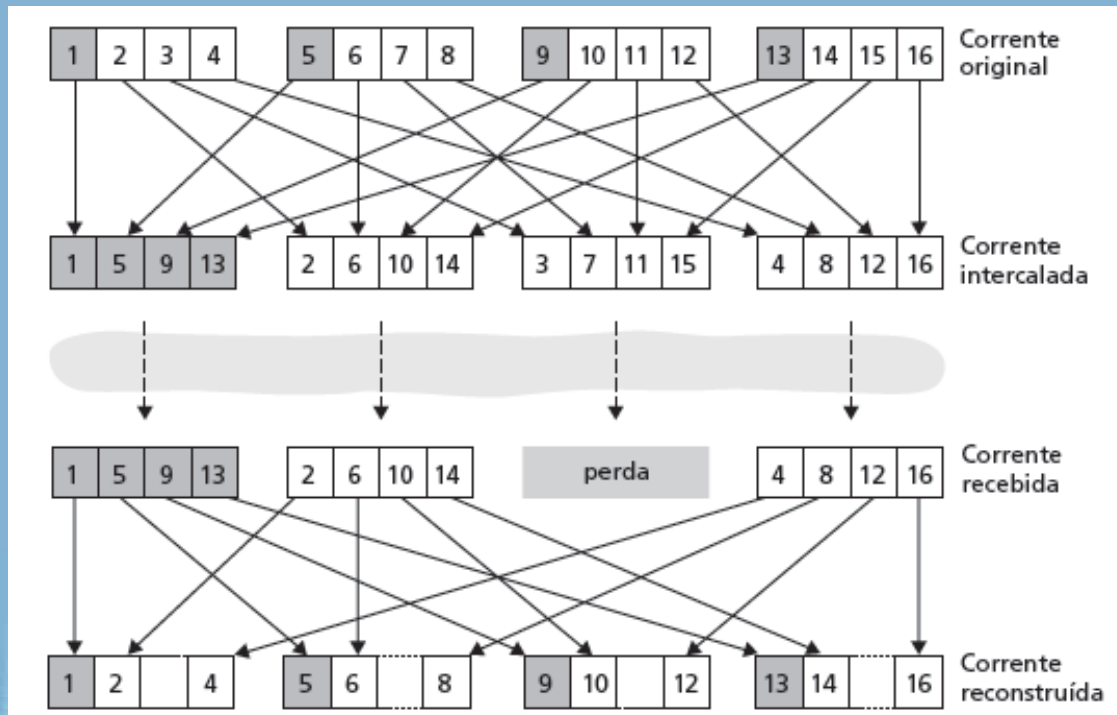 1 2 3 4 5 6 7 8 9 10 11 12 13 14 15 16 Corrente
original
1 5 9 13 2 6 10 14 3 7 11 15 4 8 12 16 Corrente
intercalada
1 5 9 13 2 6 10 14 perda 4 8 12 16 Corrente
recebida
1 2 4 5 6 8 9 10 12 13 14 16 Corrente
reconstruída